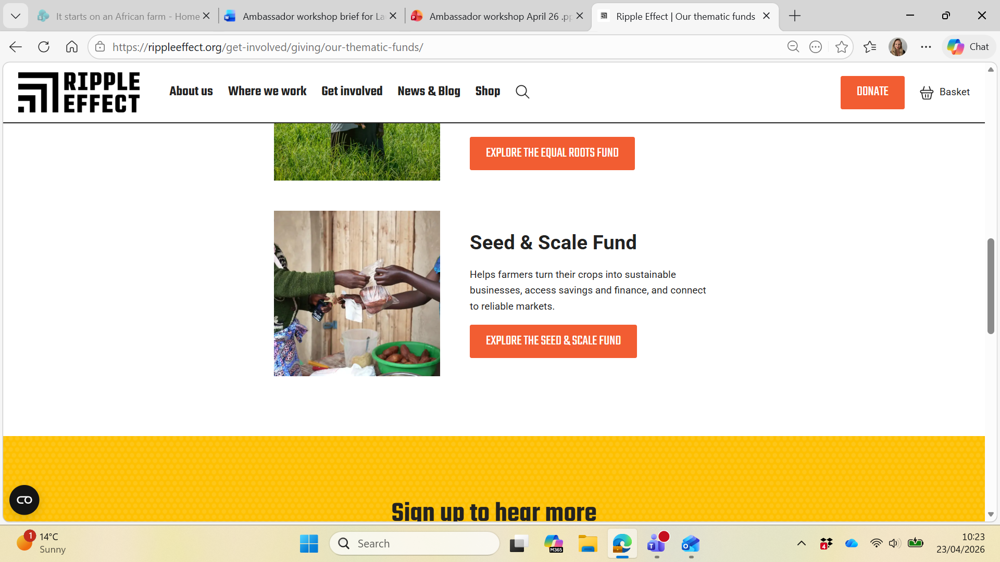 It starts on an African farm - Home
Ambassador workshop brief for La
Ambassador workshop April 26 .pp
Ripple Effect | Our thematic funds
https://rippleeffect.org/get-involved/giving/our-thematic-funds/
Chat
RIPPLE
EFFECT
About us
Where we work
Get involved
News & Blog
Shop
DONATE
Basket
EXPLORE THE EQUAL ROOTS FUND
Seed & Scale Fund
Helps farmers turn their crops into sustainable
businesses, access savings and finance, and connect
to reliable markets.
EXPLORE THE SEED & SCALE FUND
Sign up to hear more
1
14°C
Sunny
Search
M365
4
10:23
23/04/2026